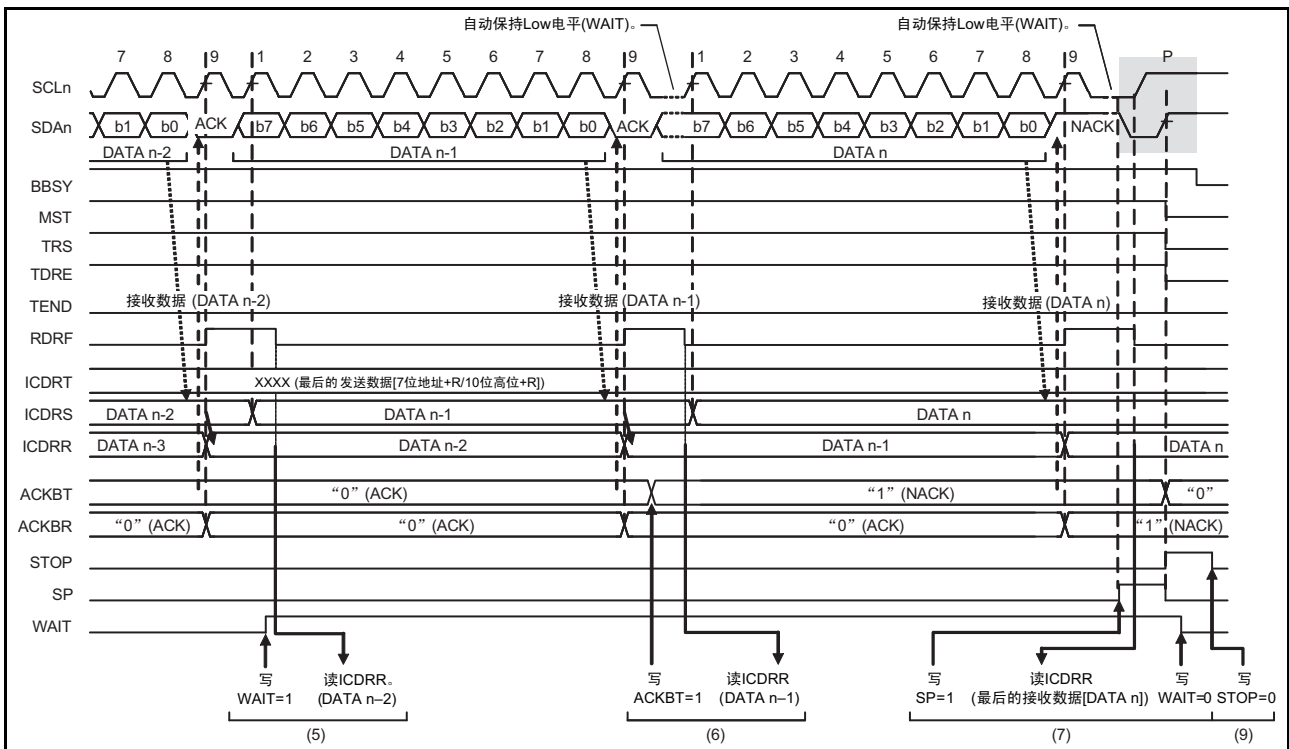 自动保持Low电平(WAIT)。 自动保持Low电平(WAIT)。
7 8 9 1 2 3 4 5 6 7 8 9 1 2 3 4 5 6 7 8 9 P
SCLn
SDAn b1 b0 ACK b7 b6 b5 b4 b3 b2 b1 b0 ACK b7 b6 b5 b4 b3 b2 b1 b0 NACK
DATA n-2 DATA n-1 DATA n
BBSY
MST
TRS
TDRE
TEND 接收数据 (DATA n-2) 接收数据 (DATA n-1) 接收数据 (DATA n)
RDRF
ICDRT XXXX (最后的发送数据[7位地址+R/10位高位+R])
ICDRS DATA n-2 DATA n-1 DATA n
ICDRR DATA n-3 DATA n-2 DATA n-1 DATA n
ACKBT “0” (ACK) “1” (NACK) “0”
ACKBR “0” (ACK) “0” (ACK) “0” (ACK) “1” (NACK)
STOP
SP
WAIT
写 读ICDRR。 写 读ICDRR 写 读ICDRR 写 写
WAIT=1 (DATA n–2) ACKBT=1 (DATA n–1) SP=1 (最后的接收数据[DATA n]) WAIT=0 STOP=0
(5) (6) (7) (9)